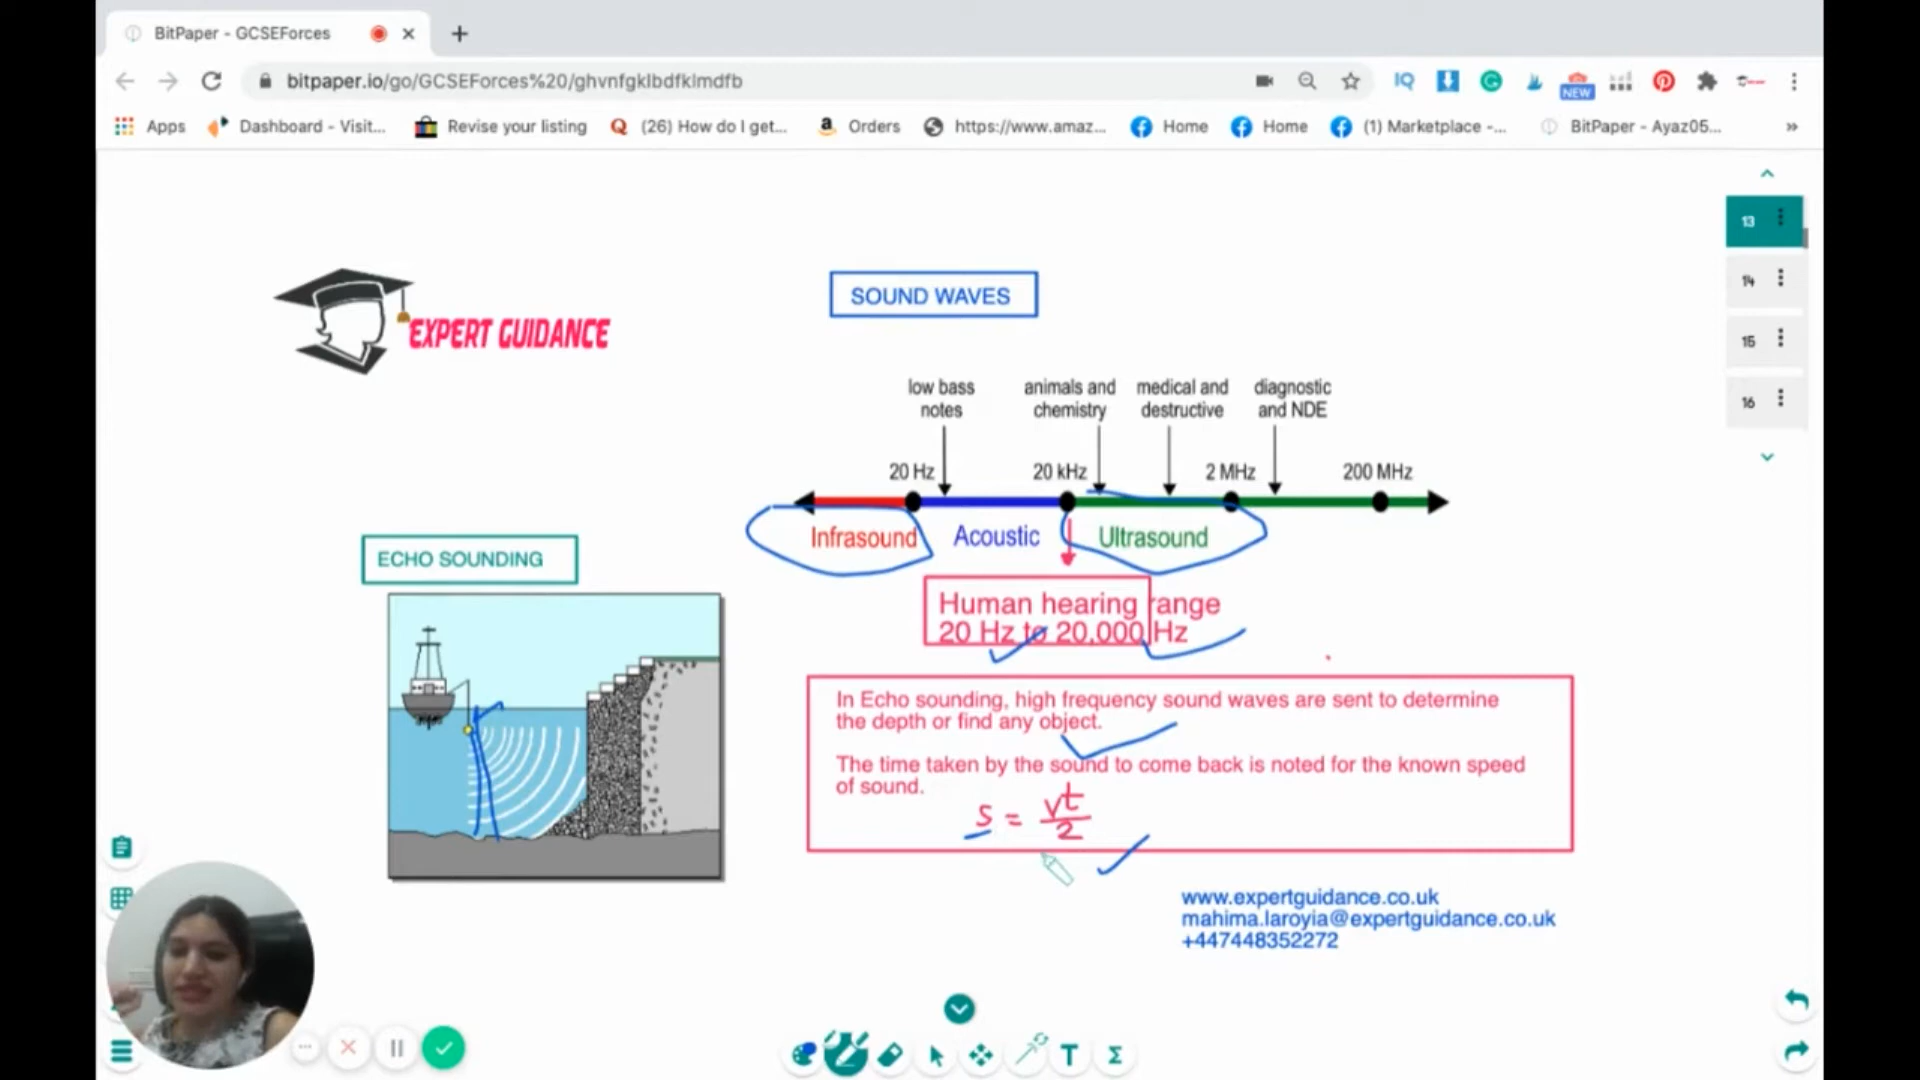 BitPaper - GCSEForces
bitpaper.io/go/GCSEForces%20/ghvnfgklbdfklmdfb
IQ
NEW
Apps
Dashboard - Visit...
Revise your listing
(26) How do I get...
Orders
https://www.amaz...
Home
Home
(1) Marketplace -...
BitPaper - Ayaz05...
»
13
14
15
16
EXPERT GUIDANCE
SOUND WAVES
low bass notes
animals and chemistry
medical and destructive
diagnostic and NDE
20 Hz
20 kHz
2 MHz
200 MHz
Infrasound
Acoustic
Ultrasound
Human hearing range
20 Hz to 20,000 Hz
ECHO SOUNDING
In Echo sounding, high frequency sound waves are sent to determine
the depth or find any object.
The time taken by the sound to come back is noted for the known speed
of sound.
s = vt/2
www.expertguidance.co.uk
mahima.laroyia@expertguidance.co.uk
+447448352272
T
Σ